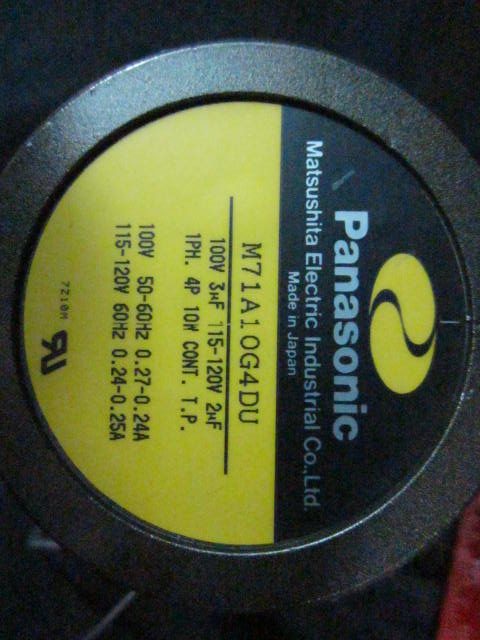 Panasonic
Matsushita Electric Industrial Co.,Ltd.
Made in Japan
M71A10G4DU
100V 3µF 115-120V 2µF
1PH. 4P 10W CONT. T.P.
100V 50-60Hz 0.27-0.24A
115-120V 60Hz 0.24-0.25A
7210M